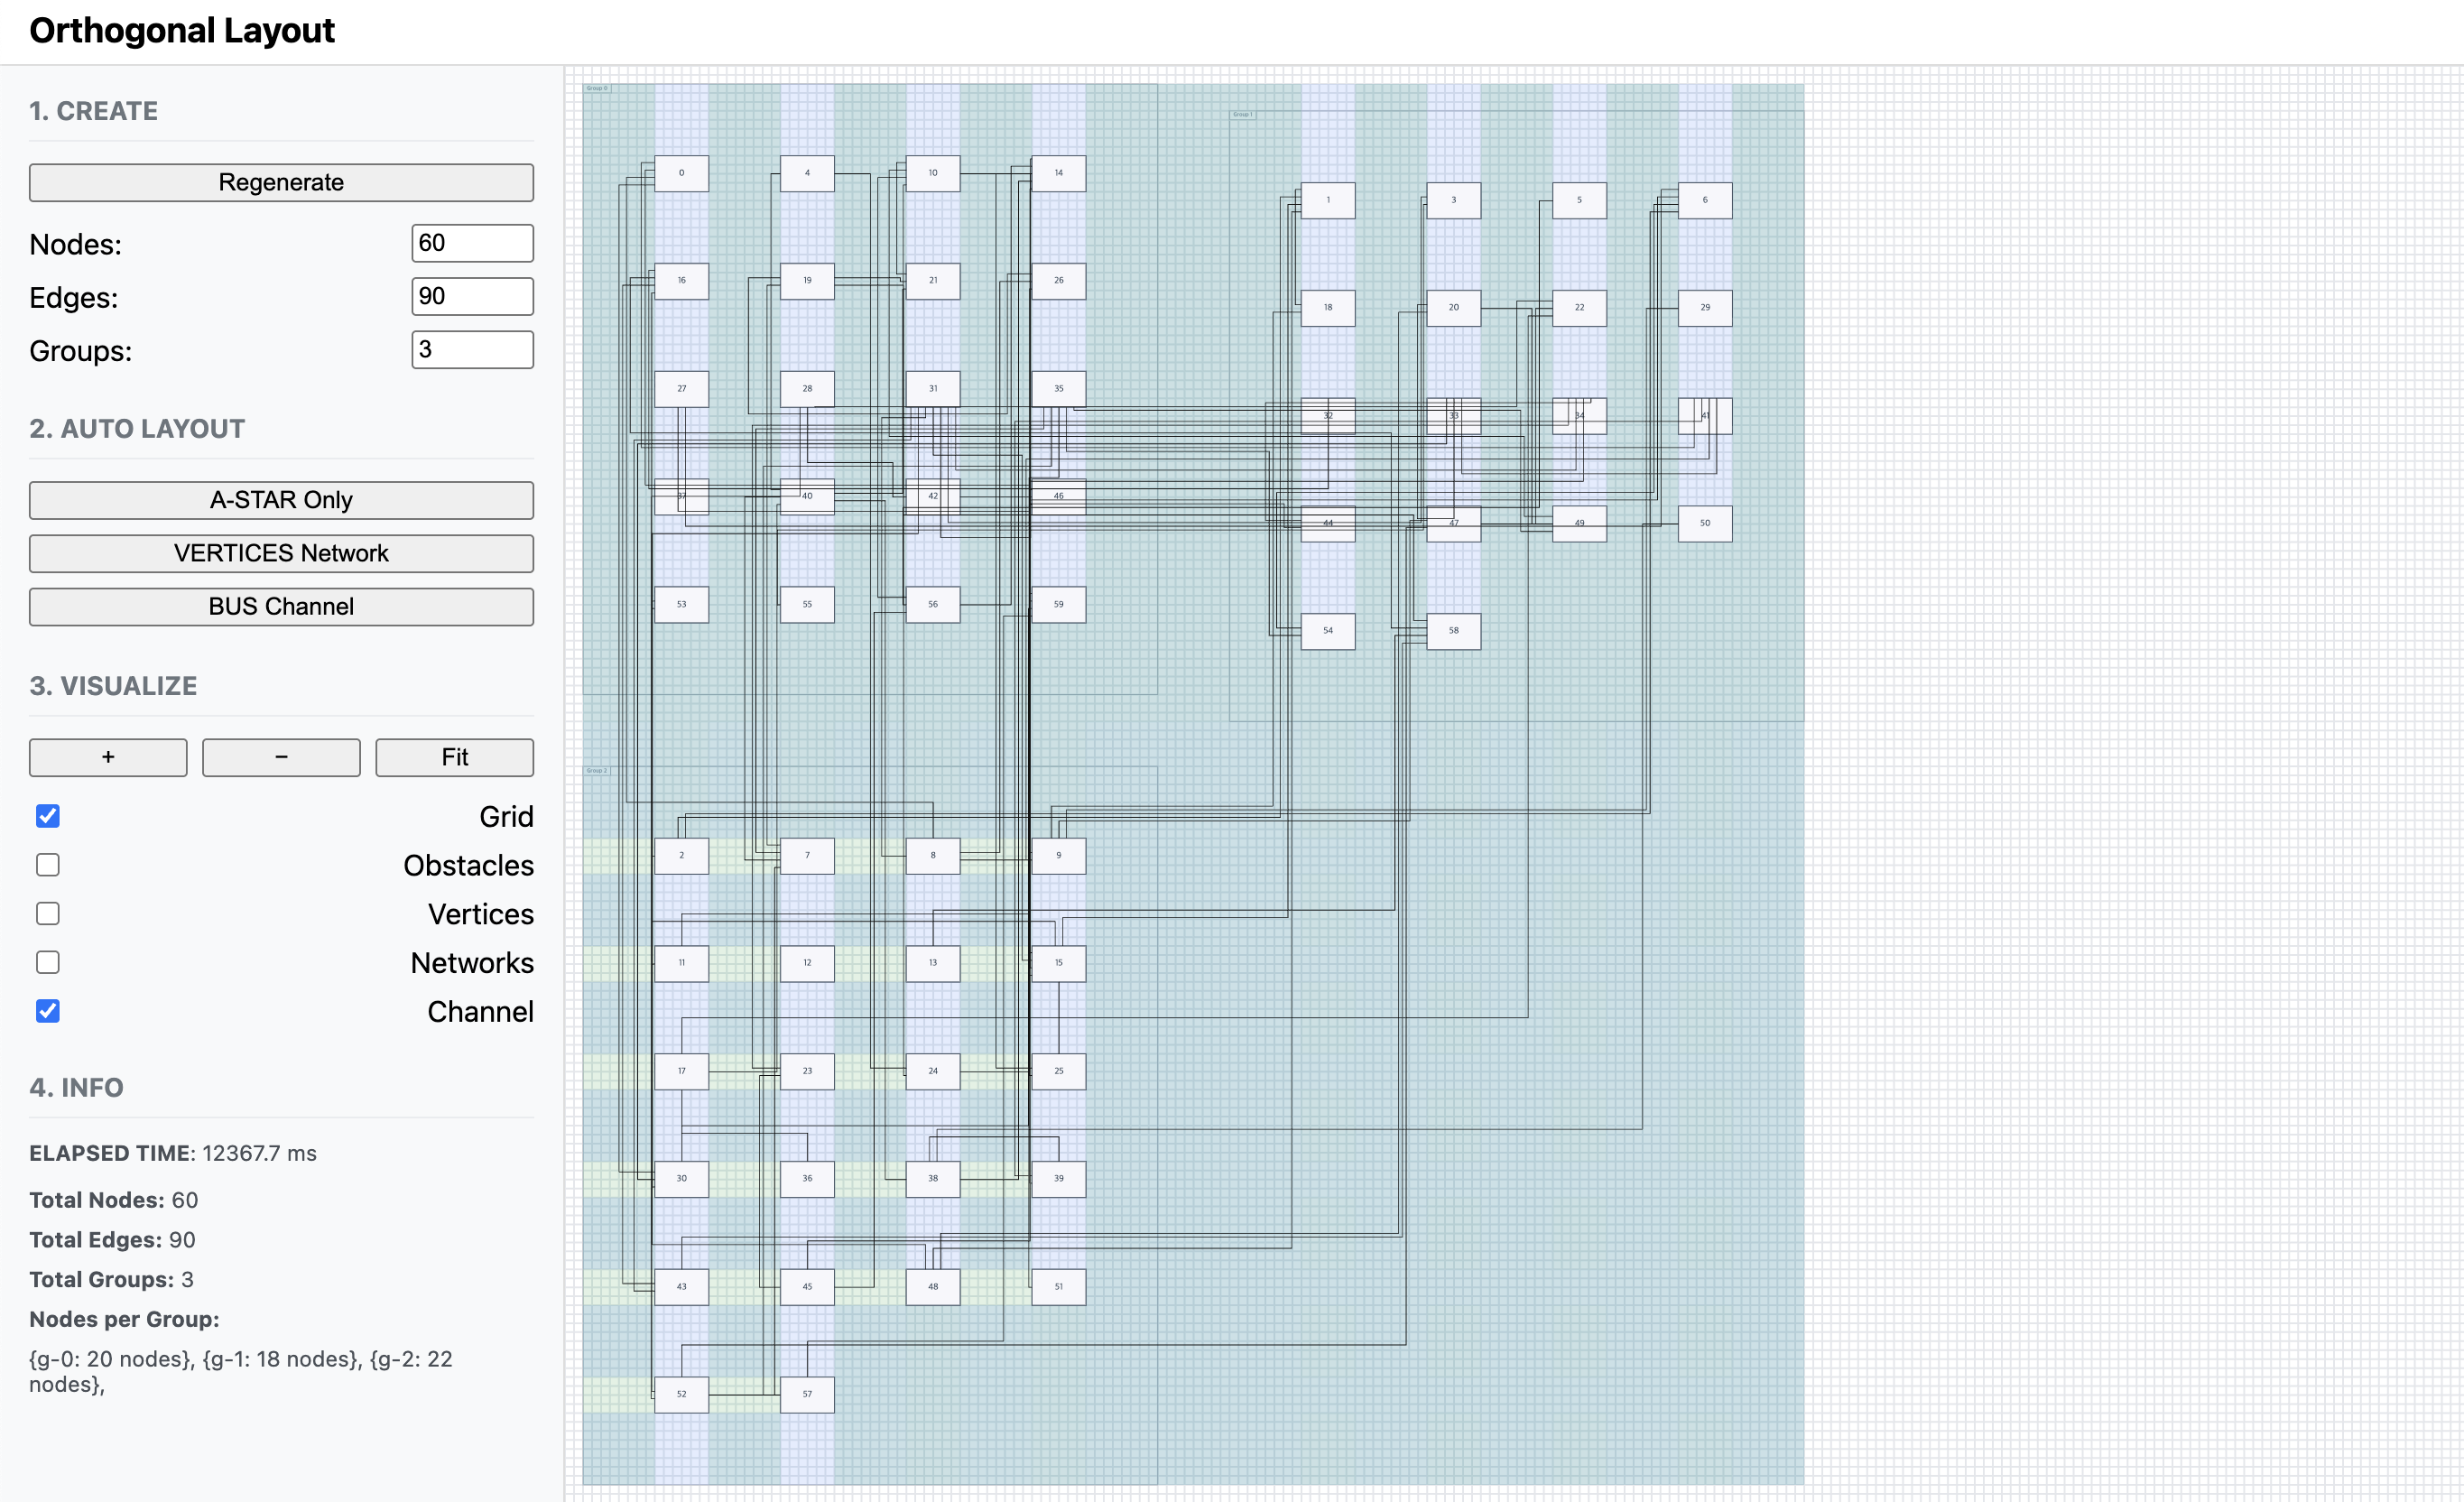 Orthogonal Layout
1. CREATE
Regenerate
Nodes: 60
Edges: 90
Groups: 3
2. AUTO LAYOUT
A-STAR Only
VERTICES Network
BUS Channel
3. VISUALIZE
+ − Fit
Grid
Obstacles
Vertices
Networks
Channel
4. INFO
ELAPSED TIME: 12367.7 ms
Total Nodes: 60
Total Edges: 90
Total Groups: 3
Nodes per Group:
{g-0: 20 nodes}, {g-1: 18 nodes}, {g-2: 22
nodes},
Group 0
0 4 10 14
16 19 21 26
27 28 31 35
37 40 42 46
53 55 56 59
Group 1
1 3 5 6
18 20 22 29
32 33 34 41
44 47 49 50
54 58
Group 2
2 7 8 9
11 12 13 15
17 23 24 25
30 36 38 39
43 45 48 51
52 57